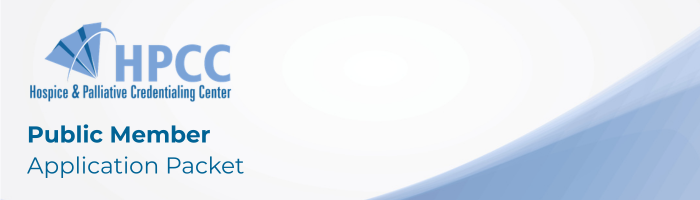 HPCC
Hospice & Palliative Credentialing Center
Public Member
Application Packet